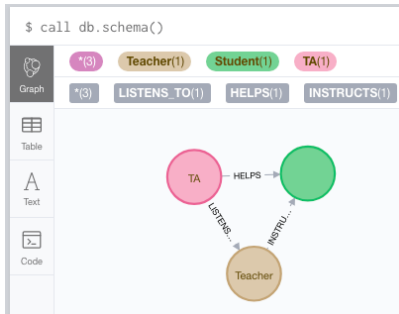 $ call db.schema()
*(3) Teacher(1) Student(1) TA(1)
Graph
*(3) LISTENS_TO(1) HELPS(1) INSTRUCTS(1)
Table
TA
HELPS
Text
LISTENS...
INSTRU...
Code
Teacher